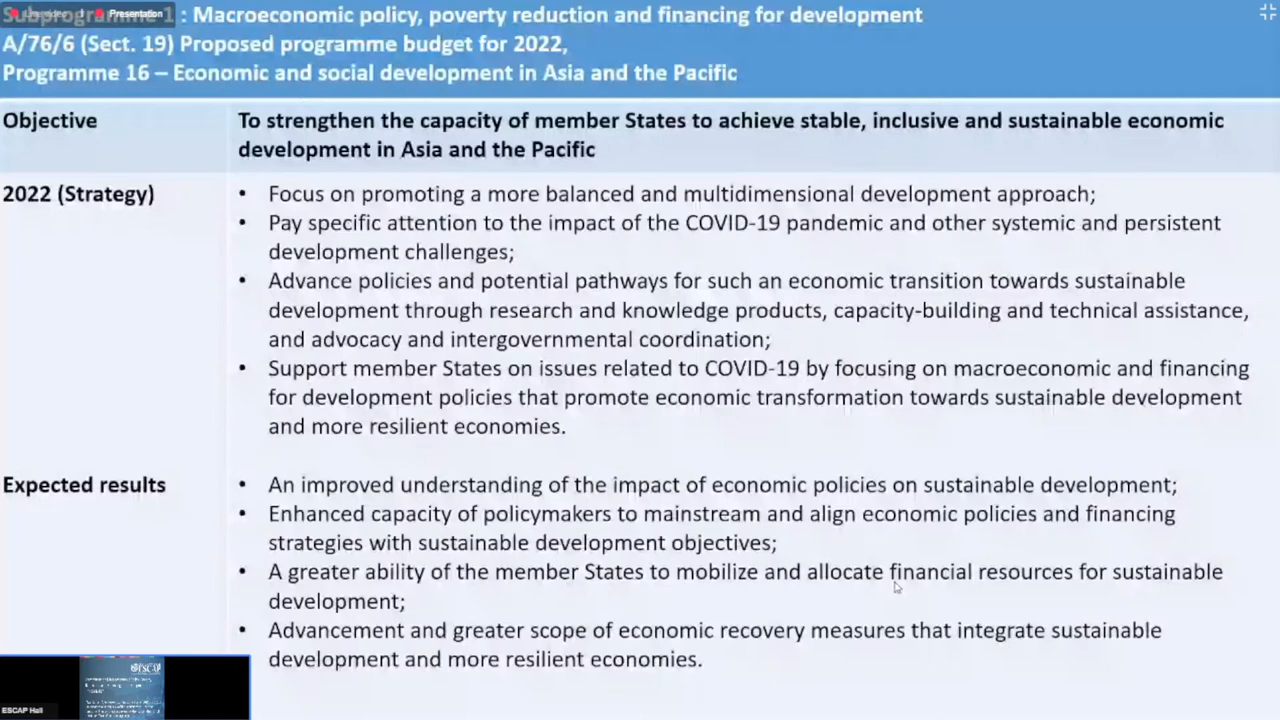 Subprogramme 1 : Macroeconomic policy, poverty reduction and financing for development
Presentation
A/76/6 (Sect. 19) Proposed programme budget for 2022,
Programme 16 – Economic and social development in Asia and the Pacific
Objective
To strengthen the capacity of member States to achieve stable, inclusive and sustainable economic
development in Asia and the Pacific
2022 (Strategy)
• Focus on promoting a more balanced and multidimensional development approach;
• Pay specific attention to the impact of the COVID-19 pandemic and other systemic and persistent
development challenges;
• Advance policies and potential pathways for such an economic transition towards sustainable
development through research and knowledge products, capacity-building and technical assistance,
and advocacy and intergovernmental coordination;
• Support member States on issues related to COVID-19 by focusing on macroeconomic and financing
for development policies that promote economic transformation towards sustainable development
and more resilient economies.
Expected results
• An improved understanding of the impact of economic policies on sustainable development;
• Enhanced capacity of policymakers to mainstream and align economic policies and financing
strategies with sustainable development objectives;
• A greater ability of the member States to mobilize and allocate financial resources for sustainable
development;
• Advancement and greater scope of economic recovery measures that integrate sustainable
development and more resilient economies.
ESCAP
ESCAP Hall